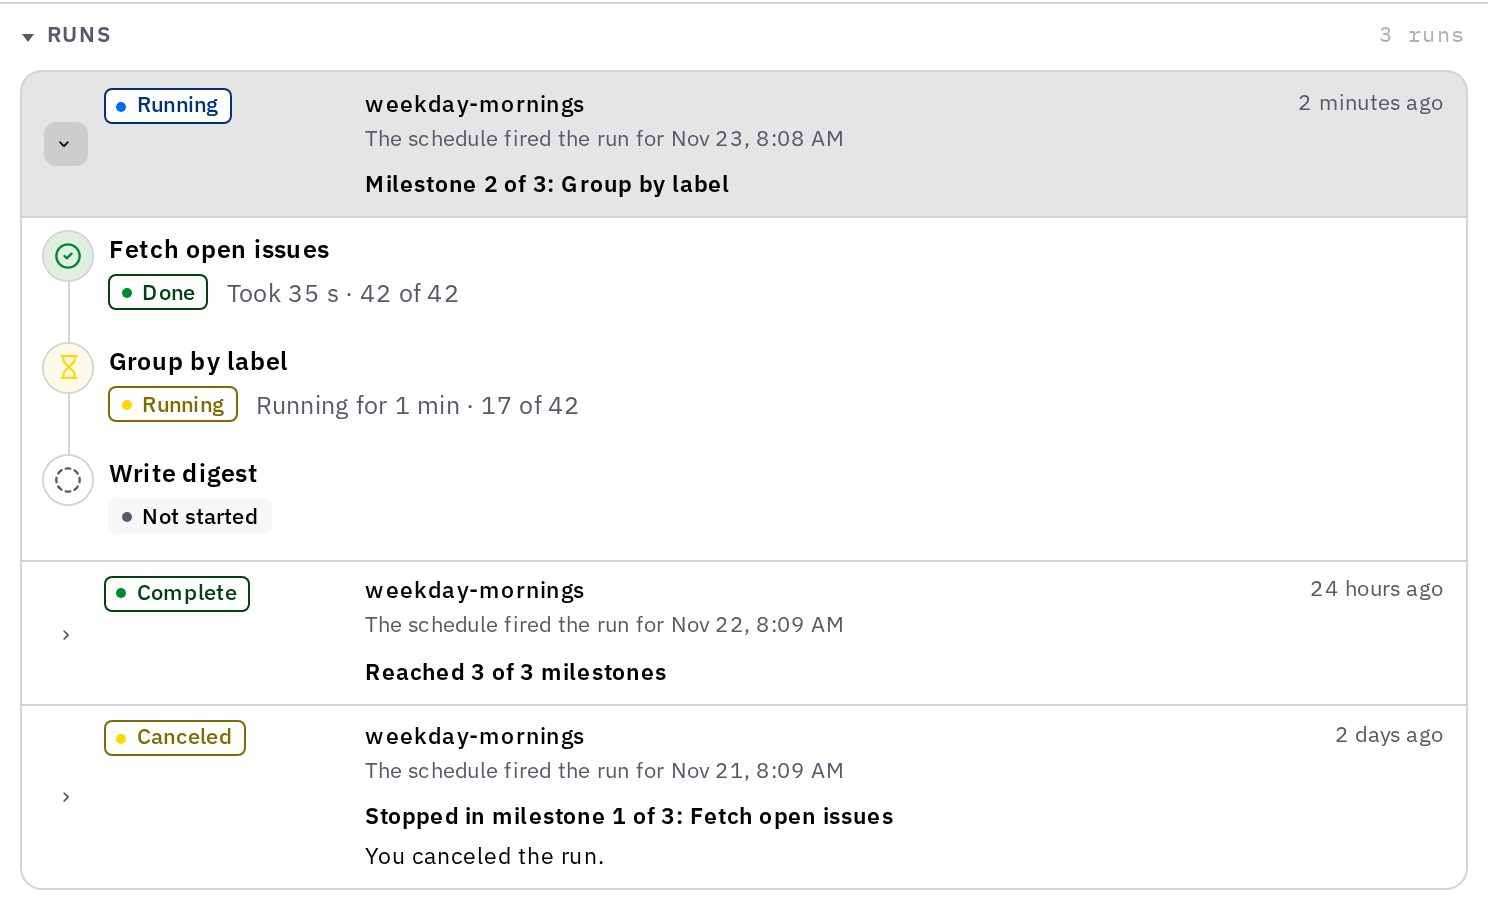 RUNS
3 runs
Running
weekday-mornings
2 minutes ago
The schedule fired the run for Nov 23, 8:08 AM
Milestone 2 of 3: Group by label
Fetch open issues
Done
Took 35 s · 42 of 42
Group by label
Running
Running for 1 min · 17 of 42
Write digest
Not started
Complete
weekday-mornings
24 hours ago
The schedule fired the run for Nov 22, 8:09 AM
Reached 3 of 3 milestones
Canceled
weekday-mornings
2 days ago
The schedule fired the run for Nov 21, 8:09 AM
Stopped in milestone 1 of 3: Fetch open issues
You canceled the run.